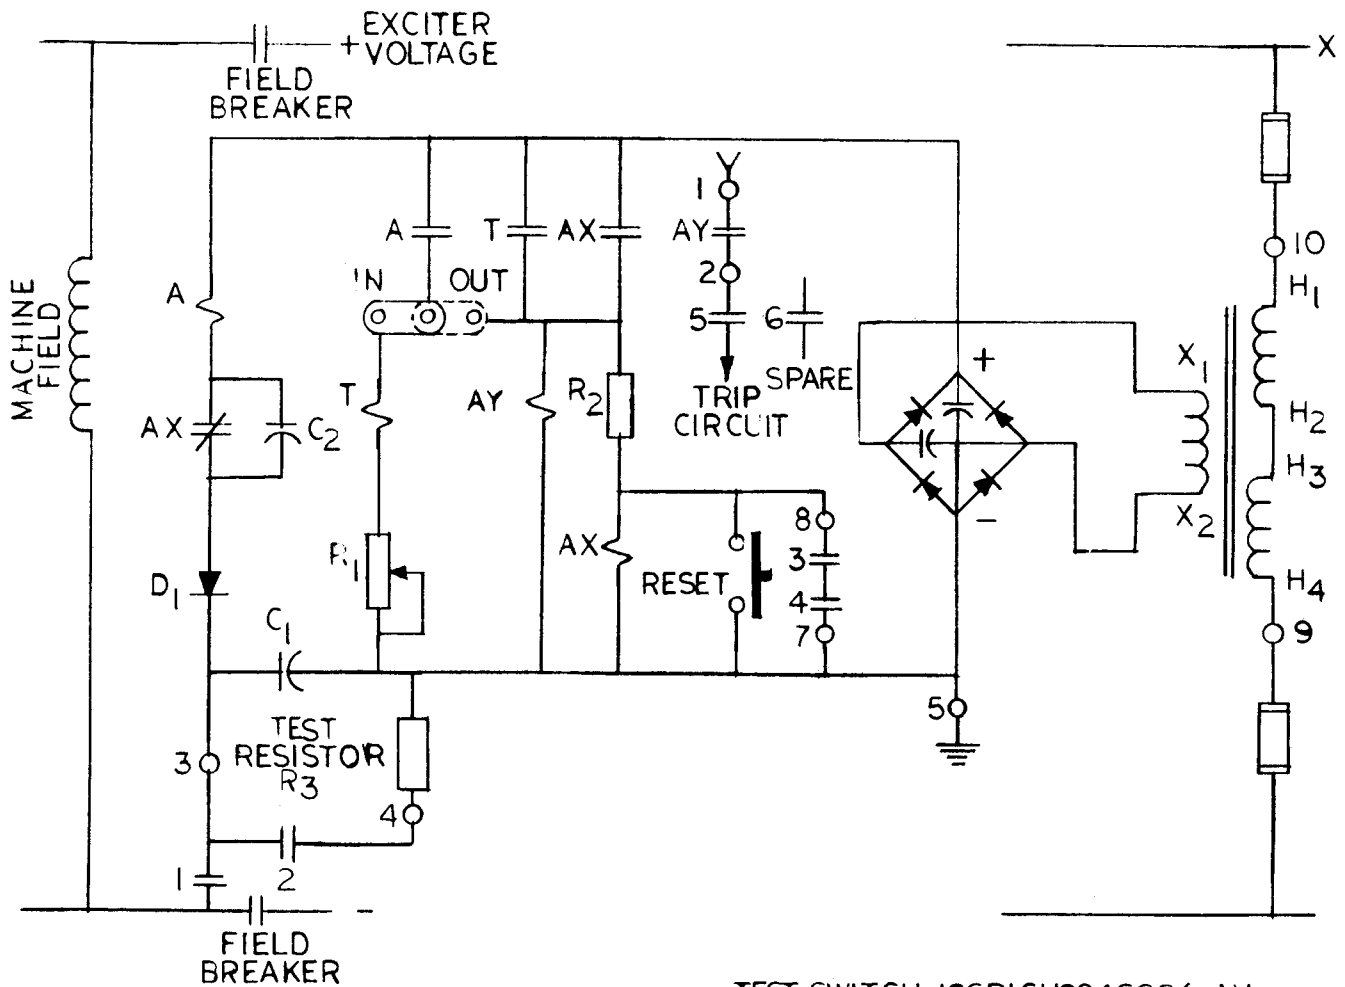 EXCITER
+ VOLTAGE
FIELD
BREAKER
X
MACHINE
FIELD
A
T
AX
1
AY
2
5
6
TRIP
CIRCUIT
SPARE
IN
OUT
10
H1
H2
H3
H4
9
X1
X2
A
AX
C2
T
AY
R2
+
-
D1
R1
AX
RESET
8
3
4
7
C1
TEST
RESISTOR
R3
3
4
5
1
2
-
FIELD
BREAKER
TEST SWITCH